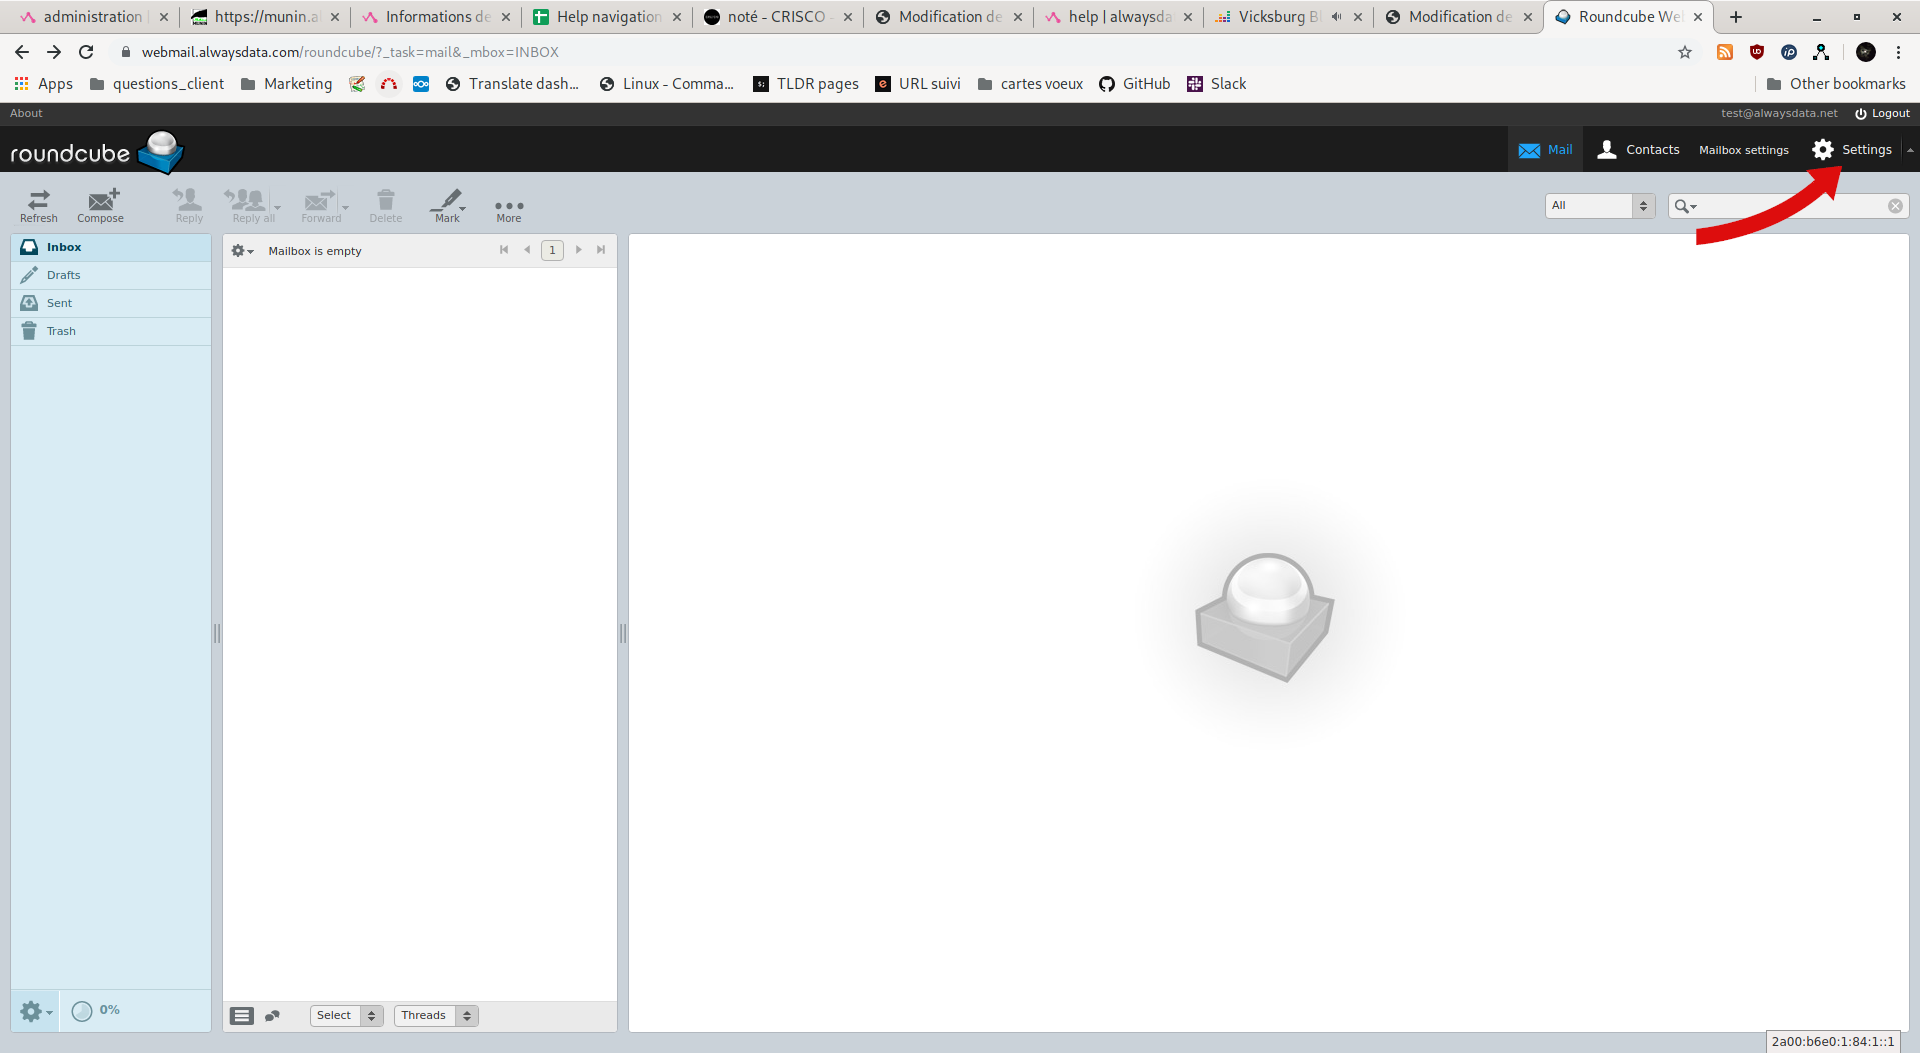 administration
https://munin.a
Informations de
Help navigation
noté - CRISCO -
Modification de
help | alwaysda
Vicksburg Bl
Modification de
Roundcube We
webmail.alwaysdata.com/roundcube/?_task=mail&_mbox=INBOX
Apps
questions_client
Marketing
Translate dash...
Linux - Comma...
TLDR pages
URL suivi
cartes voeux
GitHub
Slack
Other bookmarks
About
test@alwaysdata.net
Logout
roundcube
Mail
Contacts
Mailbox settings
Settings
Refresh
Compose
Reply
Reply all
Forward
Delete
Mark
More
All
Inbox
Drafts
Sent
Trash
Mailbox is empty
1
0%
Select
Threads
2a00:b6e0:1:84:1::1